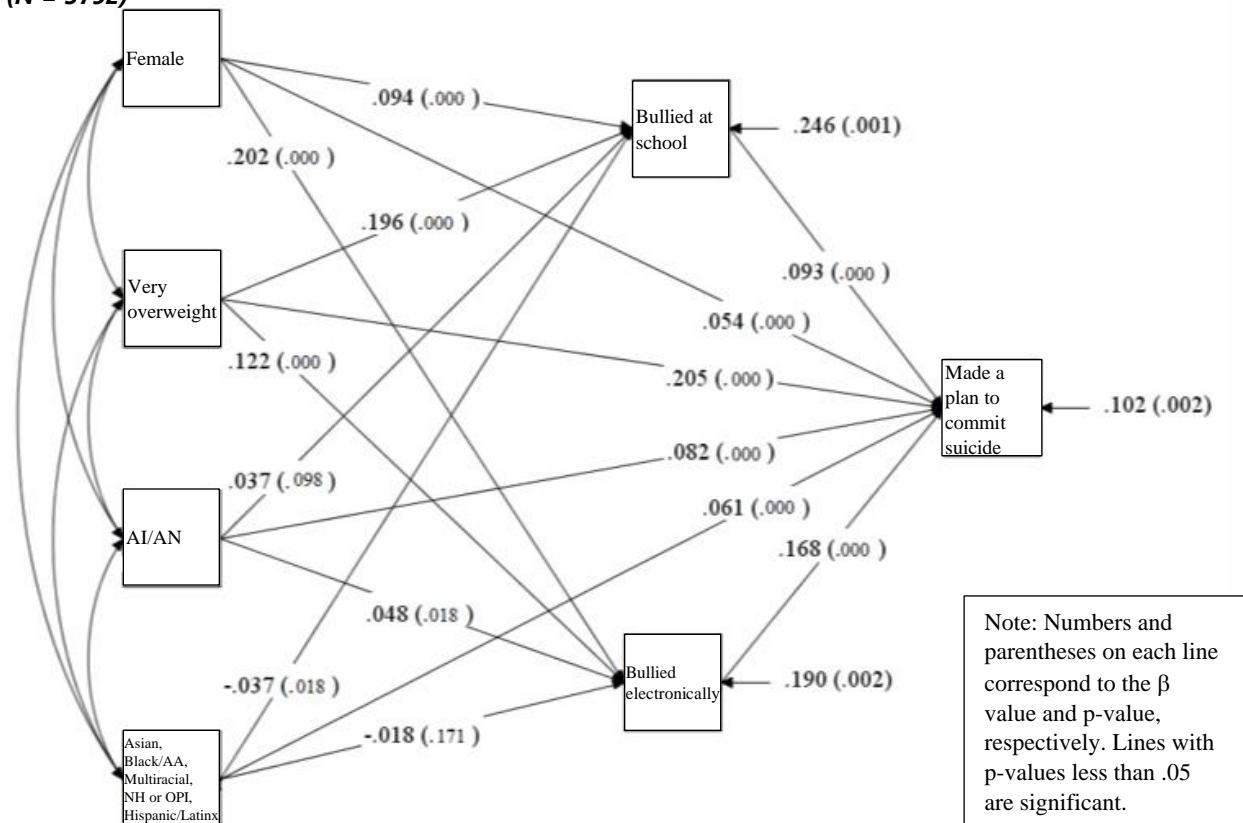 (N = 3732)
Female
.094 (.000 )
Bullied at
school
.246 (.001)
.202 (.000 )
.196 (.000 )
Very
overweight
.093 (.000 )
.054 (.000 )
.122 (.000 )
.205 (.000 )
Made a
plan to
commit
suicide
.102 (.002)
.082 (.000 )
.037 (.098)
.061 (.000 )
AI/AN
.168 (.000 )
.048 (.018 )
Bullied
electronically
.190 (.002)
-.037 (.018)
-.018 (.171 )
Asian,
Black/AA,
Multiracial,
NH or OPI,
Hispanic/Latinx
Note: Numbers and
parentheses on each line
correspond to the β
value and p-value,
respectively. Lines with
p-values less than .05
are significant.